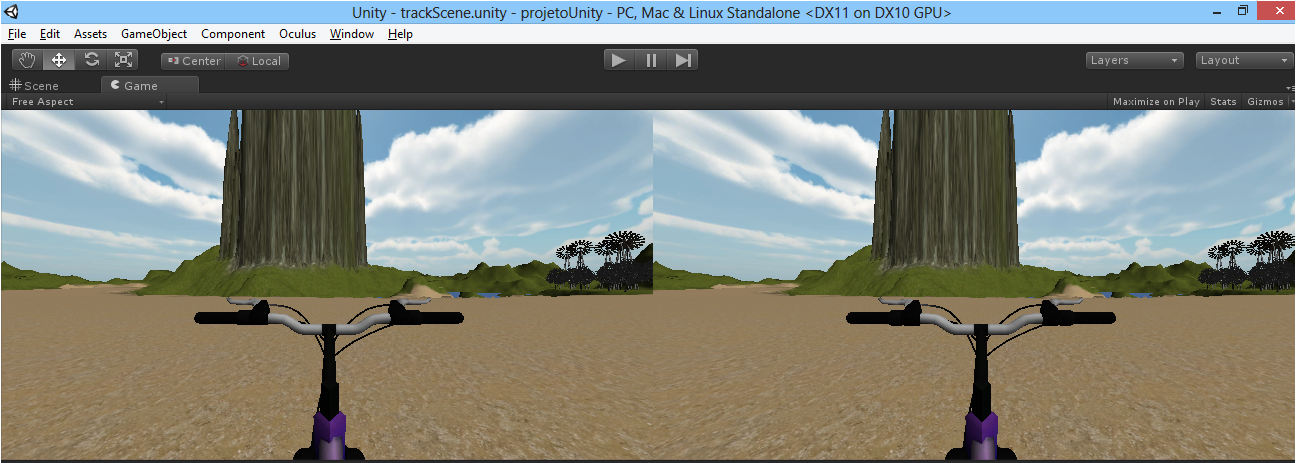 Unity - trackScene.unity - projetoUnity - PC, Mac & Linux Standalone <DX11 on DX10 GPU>
File Edit Assets GameObject Component Oculus Window Help
Center Local Layers Layout
Scene Game
Free Aspect Maximize on Play Stats Gizmos